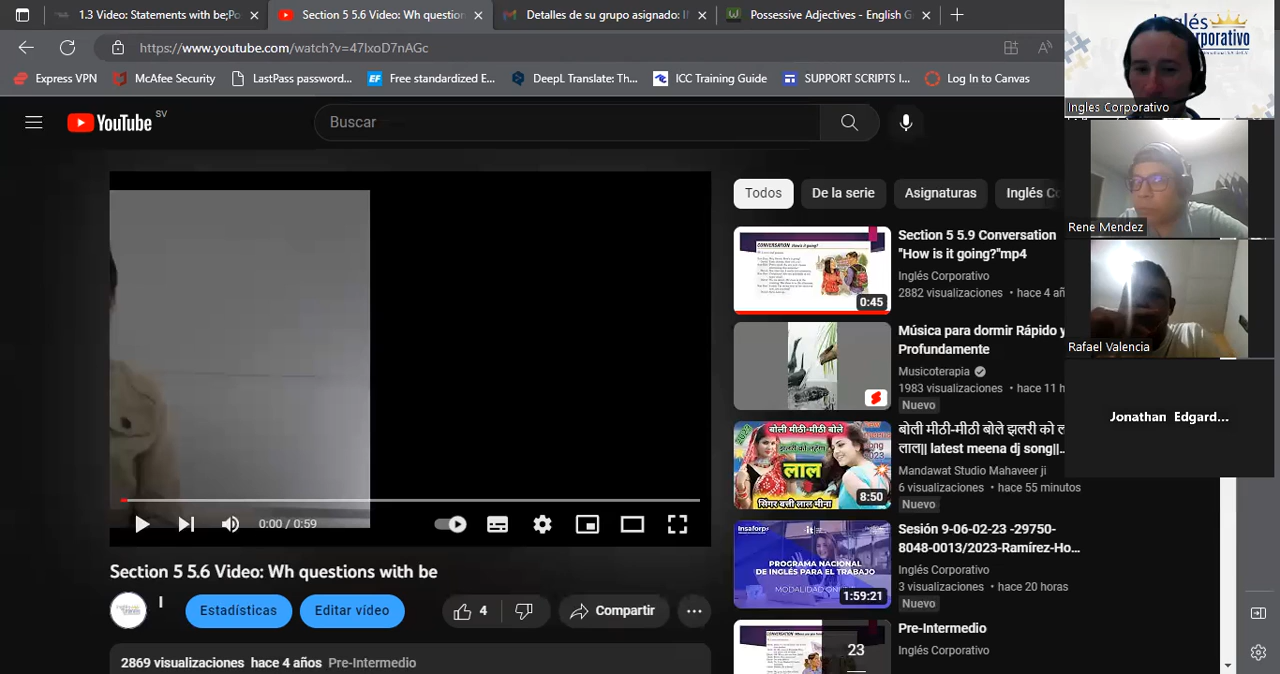 1.3 Video: Statements with be;Po
Section 5 5.6 Video: Wh question
Detalles de su grupo asignado: II
Possessive Adjectives - English G
https://www.youtube.com/watch?v=47lxoD7nAGc
Express VPN
McAfee Security
LastPass password...
EF Free standardized E...
DeepL Translate: Th...
ICC Training Guide
SUPPORT SCRIPTS I...
Log In to Canvas
Inglés
Corporativo
Ingles Corporativo
Rene Mendez
Rafael Valencia
Jonathan Edgard...
YouTube
SV
Buscar
Todos
De la serie
Asignaturas
Inglés Co
Section 5 5.9 Conversation
"How is it going?"mp4
Inglés Corporativo
2882 visualizaciones • hace 4 añ
0:45
Música para dormir Rápido y
Profundamente
Musicoterapia
1983 visualizaciones • hace 11 h
Nuevo
बोली मीठी-मीठी बोले झलरी को ल
लाल|| latest meena dj song||...
Mandawat Studio Mahaveer ji
6 visualizaciones • hace 55 minutos
Nuevo
8:50
लाल
Sesión 9-06-02-23 -29750-
8048-0013/2023-Ramírez-Ho...
Inglés Corporativo
3 visualizaciones • hace 20 horas
Nuevo
Insaforp
PROGRAMA NACIONAL
DE INGLÉS PARA EL TRABAJO
1:59:21
Pre-Intermedio
Inglés Corporativo
23
0:00 / 0:59
Section 5 5.6 Video: Wh questions with be
I
Estadísticas
Editar vídeo
4
Compartir
2869 visualizaciones hace 4 años Pre-Intermedio